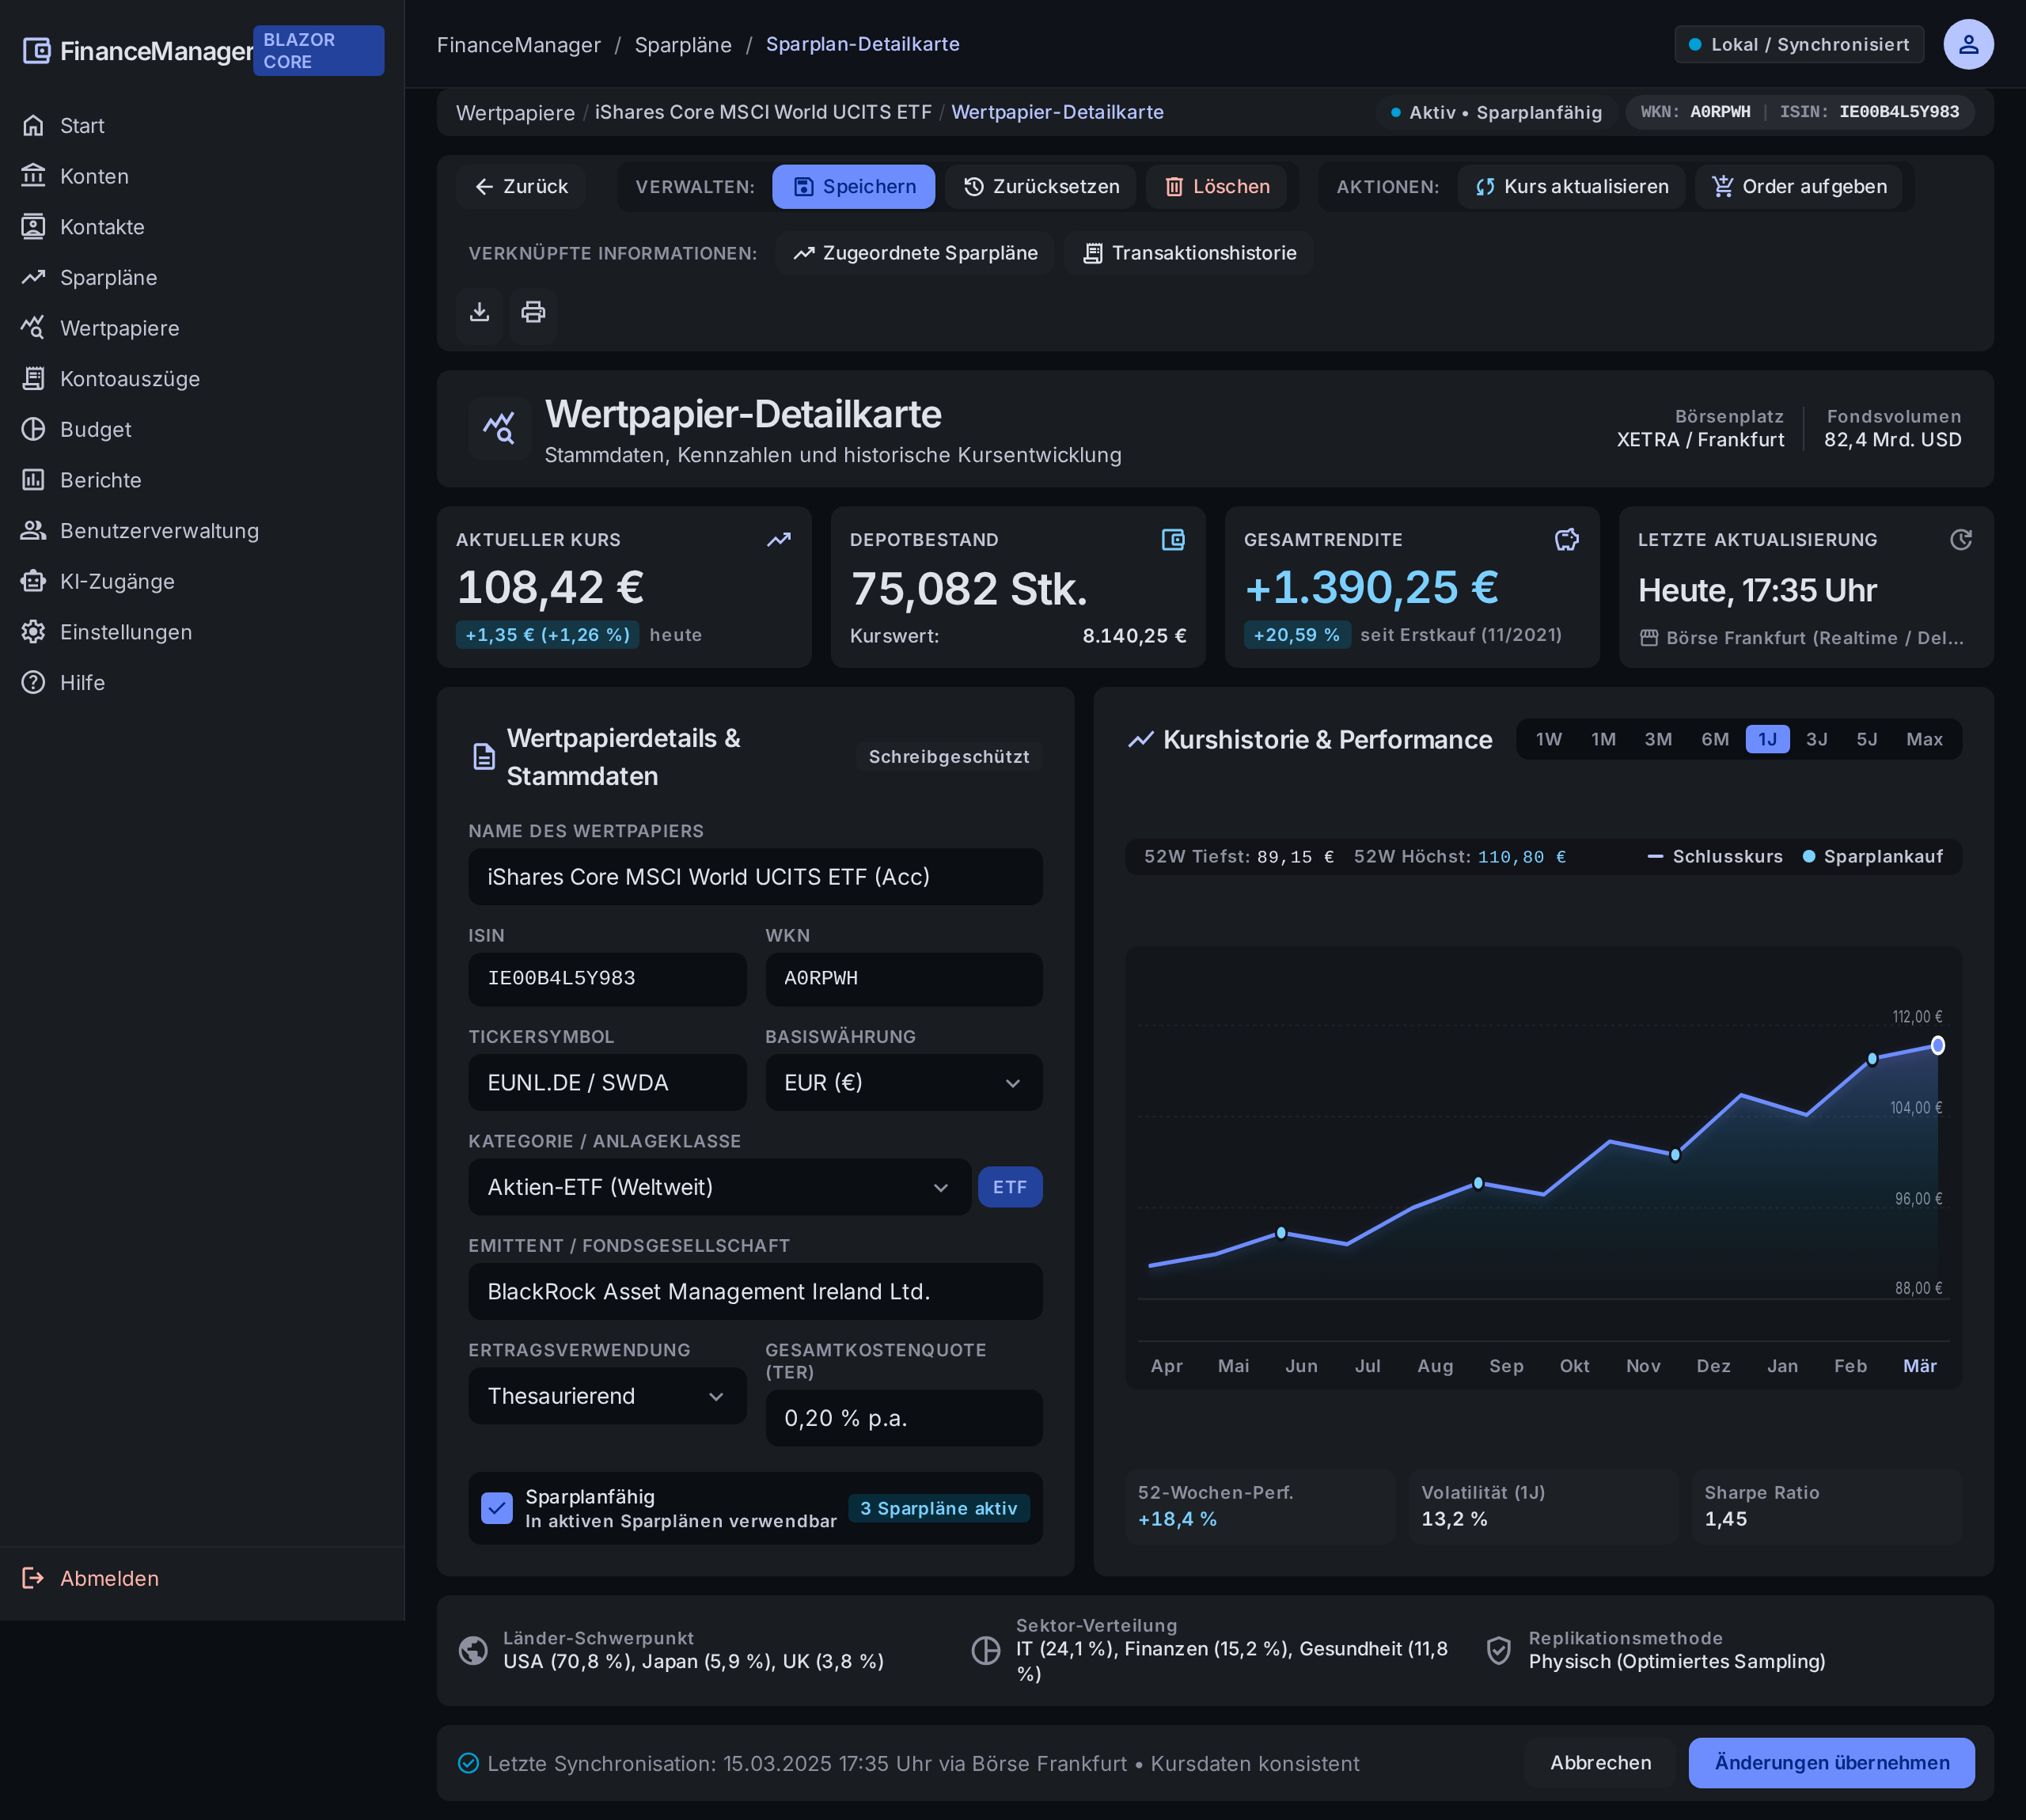 FinanceManager
BLAZOR
CORE
Start
Konten
Kontakte
Sparpläne
Wertpapiere
Kontoauszüge
Budget
Berichte
Benutzerverwaltung
KI-Zugänge
Einstellungen
Hilfe
Abmelden
FinanceManager / Sparpläne / Sparplan-Detailkarte
Lokal / Synchronisiert
Wertpapiere / iShares Core MSCI World UCITS ETF / Wertpapier-Detailkarte
Aktiv • Sparplanfähig
WKN: A0RPWH | ISIN: IE00B4L5Y983
Zurück
VERWALTEN:
Speichern
Zurücksetzen
Löschen
AKTIONEN:
Kurs aktualisieren
Order aufgeben
VERKNÜPFTE INFORMATIONEN:
Zugeordnete Sparpläne
Transaktionshistorie
Wertpapier-Detailkarte
Stammdaten, Kennzahlen und historische Kursentwicklung
Börsenplatz
XETRA / Frankfurt
Fondsvolumen
82,4 Mrd. USD
AKTUELLER KURS
108,42 €
+1,35 € (+1,26 %) heute
DEPOTBESTAND
75,082 Stk.
Kurswert: 8.140,25 €
GESAMTRENDITE
+1.390,25 €
+20,59 % seit Erstkauf (11/2021)
LETZTE AKTUALISIERUNG
Heute, 17:35 Uhr
Börse Frankfurt (Realtime / Del...
Wertpapierdetails &
Stammdaten
Schreibgeschützt
NAME DES WERTPAPIERS
iShares Core MSCI World UCITS ETF (Acc)
ISIN
IE00B4L5Y983
WKN
A0RPWH
TICKERSYMBOL
EUNL.DE / SWDA
BASISWÄHRUNG
EUR (€)
KATEGORIE / ANLAGEKLASSE
Aktien-ETF (Weltweit)
ETF
EMITTENT / FONDSGESELLSCHAFT
BlackRock Asset Management Ireland Ltd.
ERTRAGSVERWENDUNG
Thesaurierend
GESAMTKOSTENQUOTE
(TER)
0,20 % p.a.
Sparplanfähig
In aktiven Sparplänen verwendbar
3 Sparpläne aktiv
Kurshistorie & Performance
1W 1M 3M 6M 1J 3J 5J Max
52W Tiefst: 89,15 € 52W Höchst: 110,80 €
Schlusskurs
Sparplankauf
112,00 €
104,00 €
96,00 €
88,00 €
Apr Mai Jun Jul Aug Sep Okt Nov Dez Jan Feb Mär
52-Wochen-Perf.
+18,4 %
Volatilität (1J)
13,2 %
Sharpe Ratio
1,45
Länder-Schwerpunkt
USA (70,8 %), Japan (5,9 %), UK (3,8 %)
Sektor-Verteilung
IT (24,1 %), Finanzen (15,2 %), Gesundheit (11,8
%)
Replikationsmethode
Physisch (Optimiertes Sampling)
Letzte Synchronisation: 15.03.2025 17:35 Uhr via Börse Frankfurt • Kursdaten konsistent
Abbrechen
Änderungen übernehmen